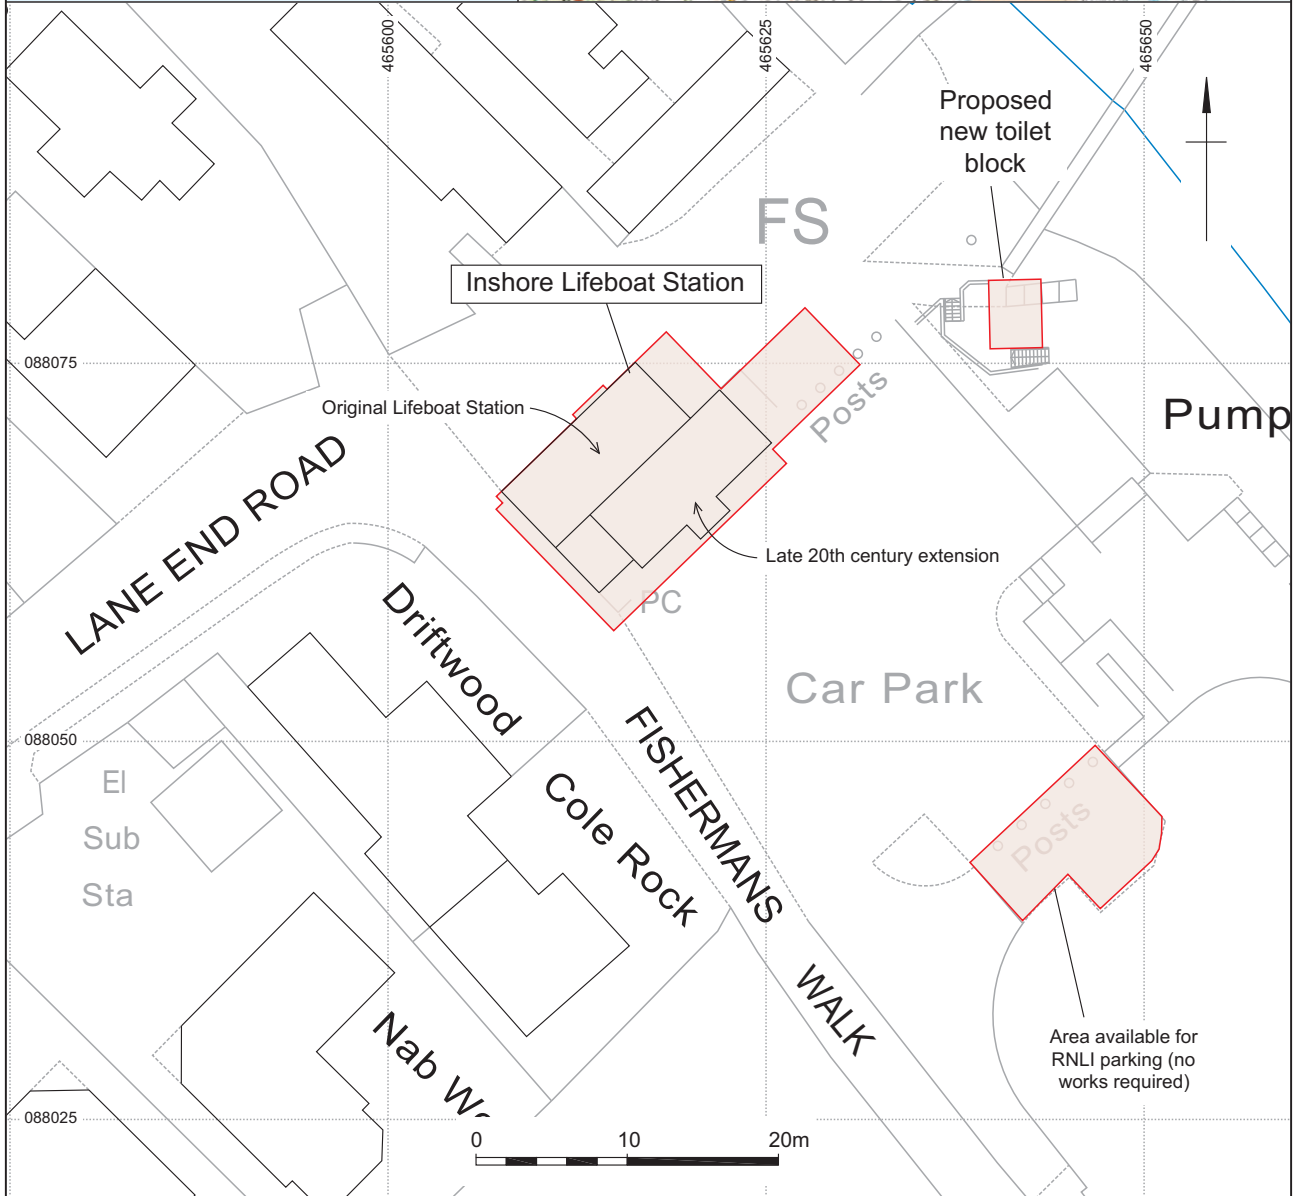 465600
465625
465650
Proposed
new toilet
block
FS
Inshore Lifeboat Station
088075
Original Lifeboat Station
Posts
Pump
LANE END ROAD
Late 20th century extension
Driftwood
PC
Car Park
088050
FISHERMANS
WALK
El
Sub
Sta
Cole Rock
Posts
Nab
Area available for
RNLI parking (no
works required)
088025
0 10 20m